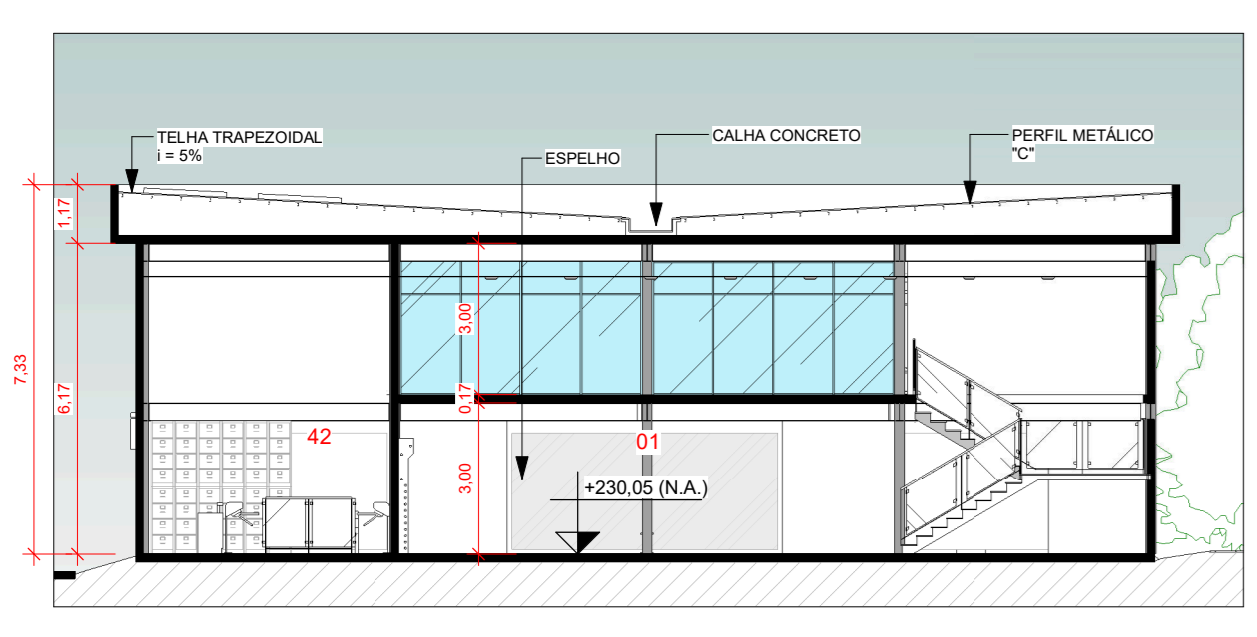 TELHA TRAPEZOIDAL
i = 5%
ESPELHO
CALHA CONCRETO
PERFIL METÁLICO
"C"
1,17
7,33
6,17
3,00
0,17
3,00
42
01
+230,05 (N.A.)